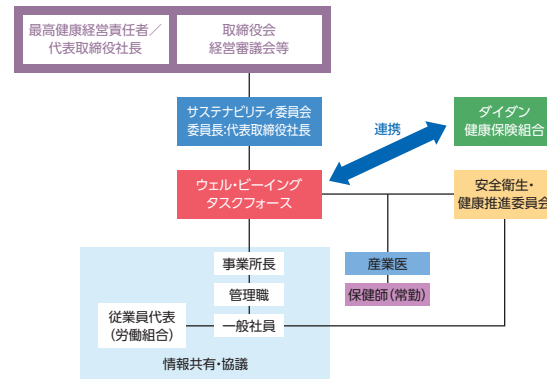 最高健康経営責任者／
代表取締役社長
取締役会
経営審議会等
サステナビリティ委員会
委員長:代表取締役社長
連携
ダイダン
健康保険組合
ウェル・ビーイング
タスクフォース
安全衛生・
健康推進委員会
事業所長
産業医
管理職
保健師(常勤)
従業員代表
(労働組合)
一般社員
情報共有・協議